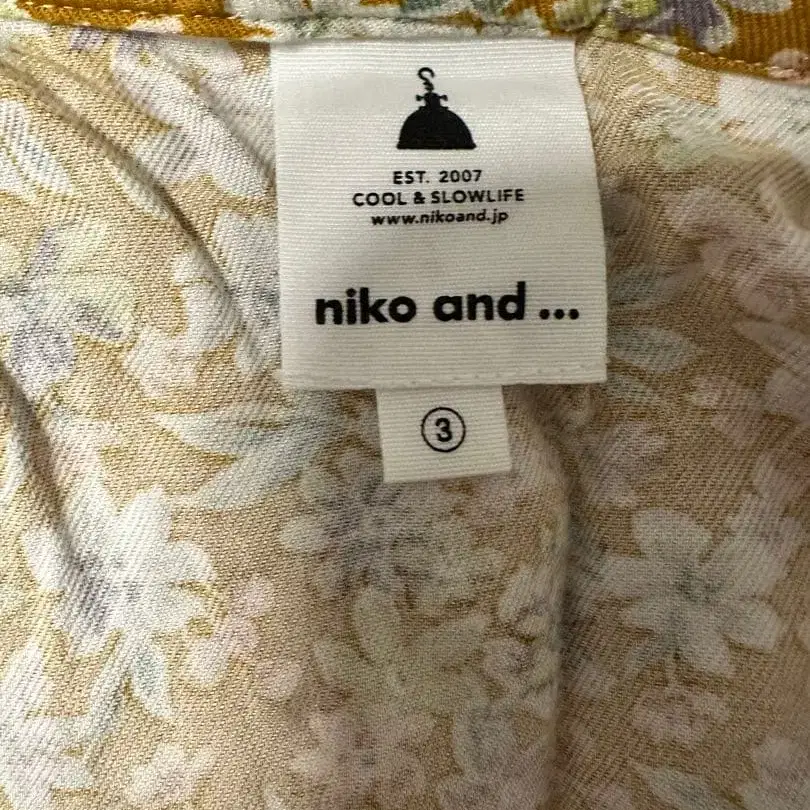 EST. 2007
COOL & SLOWLIFE
www.nikoand.jp
niko and ...
3